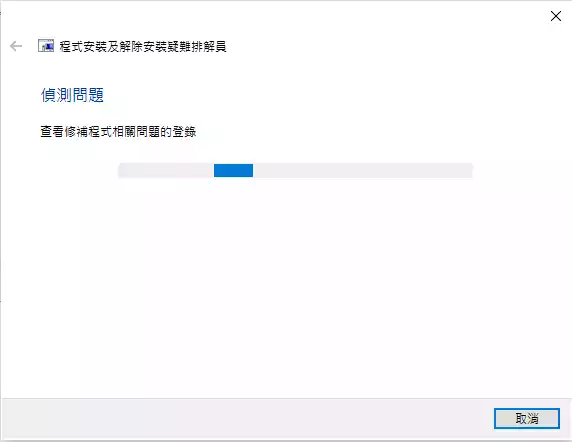 程式安裝及解除安裝疑難排解員
偵測問題
查看修補程式相關問題的登錄
取消